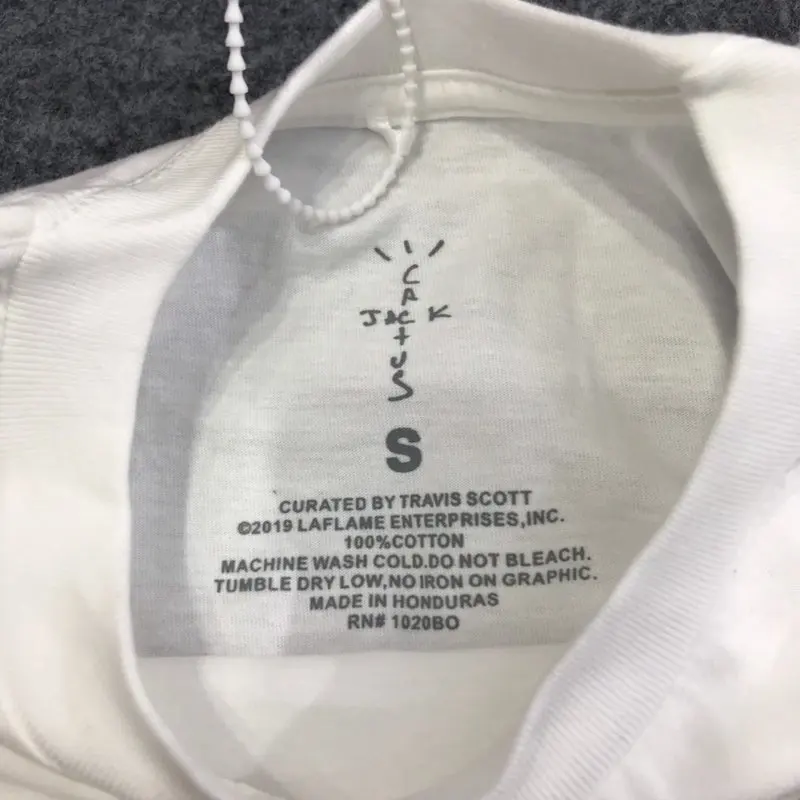 CACTUS
JACK
S
CURATED BY TRAVIS SCOTT
©2019 LAFLAME ENTERPRISES,INC.
100%COTTON
MACHINE WASH COLD.DO NOT BLEACH.
TUMBLE DRY LOW,NO IRON ON GRAPHIC.
MADE IN HONDURAS
RN# 1020BO